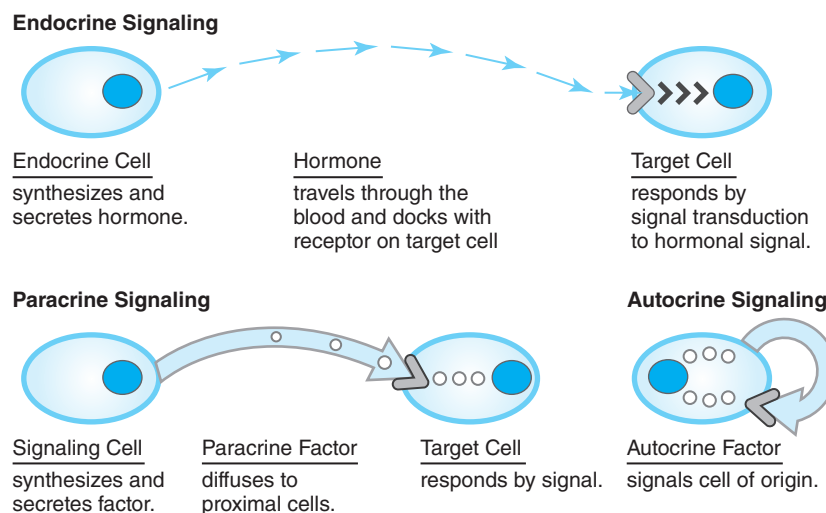 Endocrine Signaling
Endocrine Cell
synthesizes and
secretes hormone.
Hormone
travels through the
blood and docks with
receptor on target cell
Target Cell
responds by
signal transduction
to hormonal signal.
Paracrine Signaling
Signaling Cell
synthesizes and
secretes factor.
Paracrine Factor
diffuses to
proximal cells.
Target Cell
responds by signal.
Autocrine Signaling
Autocrine Factor
signals cell of origin.